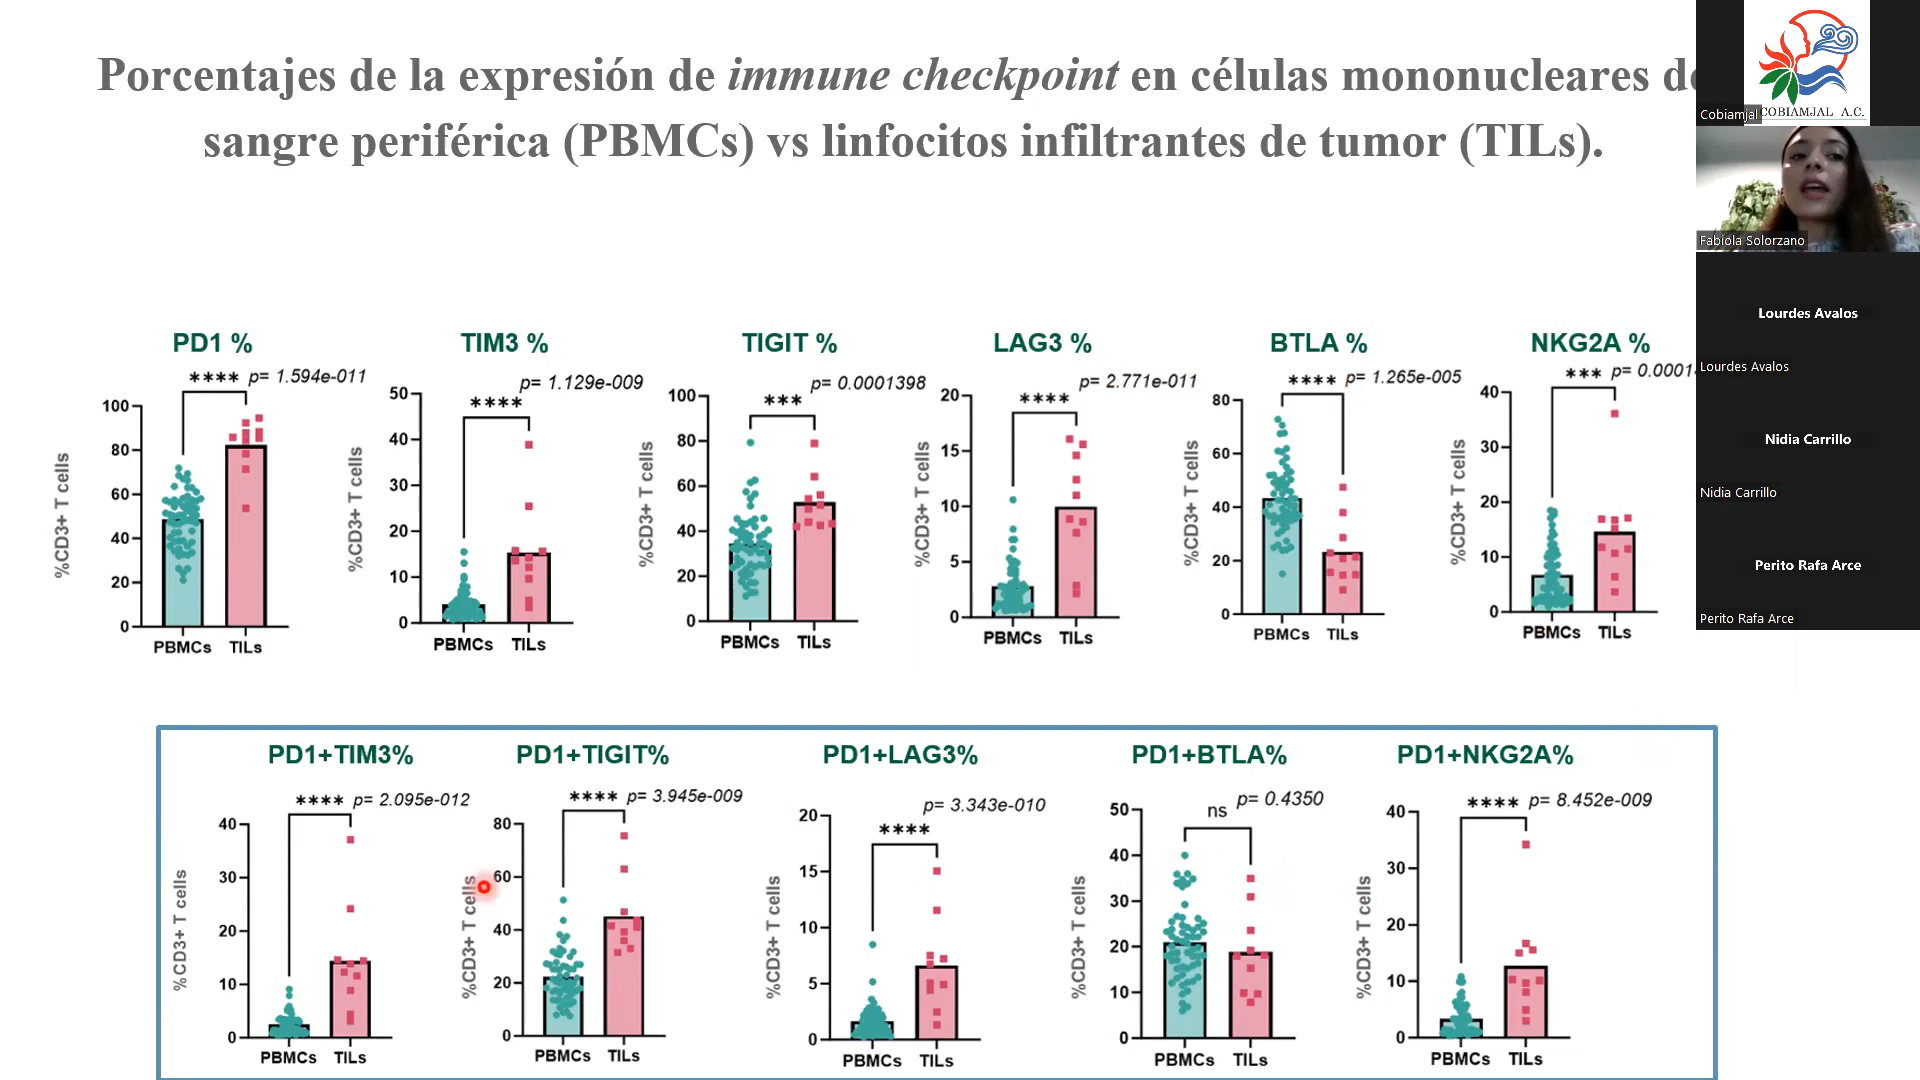 Porcentajes de la expresión de immune checkpoint en células mononucleares de
sangre periférica (PBMCs) vs linfocitos infiltrantes de tumor (TILs).
COBIAMJAL A.C.
Cobiamjal
Fabiola Solorzano
Lourdes Avalos
Lourdes Avalos
Nidia Carrillo
Nidia Carrillo
Perito Rafa Arce
Perito Rafa Arce
PD1 %
**** p= 1.594e-011
%CD3+ T cells
100
80
60
40
20
0
PBMCs TILs
TIM3 %
p= 1.129e-009
****
%CD3+ T cells
50
40
30
20
10
0
PBMCs TILs
TIGIT %
p= 0.0001398
***
%CD3+ T cells
100
80
60
40
20
0
PBMCs TILs
LAG3 %
p= 2.771e-011
****
%CD3+ T cells
20
15
10
5
0
PBMCs TILs
BTLA %
**** p= 1.265e-005
%CD3+ T cells
80
60
40
20
0
PBMCs TILs
NKG2A %
*** p= 0.0001
%CD3+ T cells
40
30
20
10
0
PBMCs TILs
PD1+TIM3%
**** p= 2.095e-012
%CD3+ T cells
40
30
20
10
0
PBMCs TILs
PD1+TIGIT%
**** p= 3.945e-009
%CD3+ T cells
80
60
40
20
0
PBMCs TILs
PD1+LAG3%
p= 3.343e-010
****
%CD3+ T cells
20
15
10
5
0
PBMCs TILs
PD1+BTLA%
p= 0.4350
ns
%CD3+ T cells
50
40
30
20
10
0
PBMCs TILs
PD1+NKG2A%
**** p= 8.452e-009
%CD3+ T cells
40
30
20
10
0
PBMCs TILs